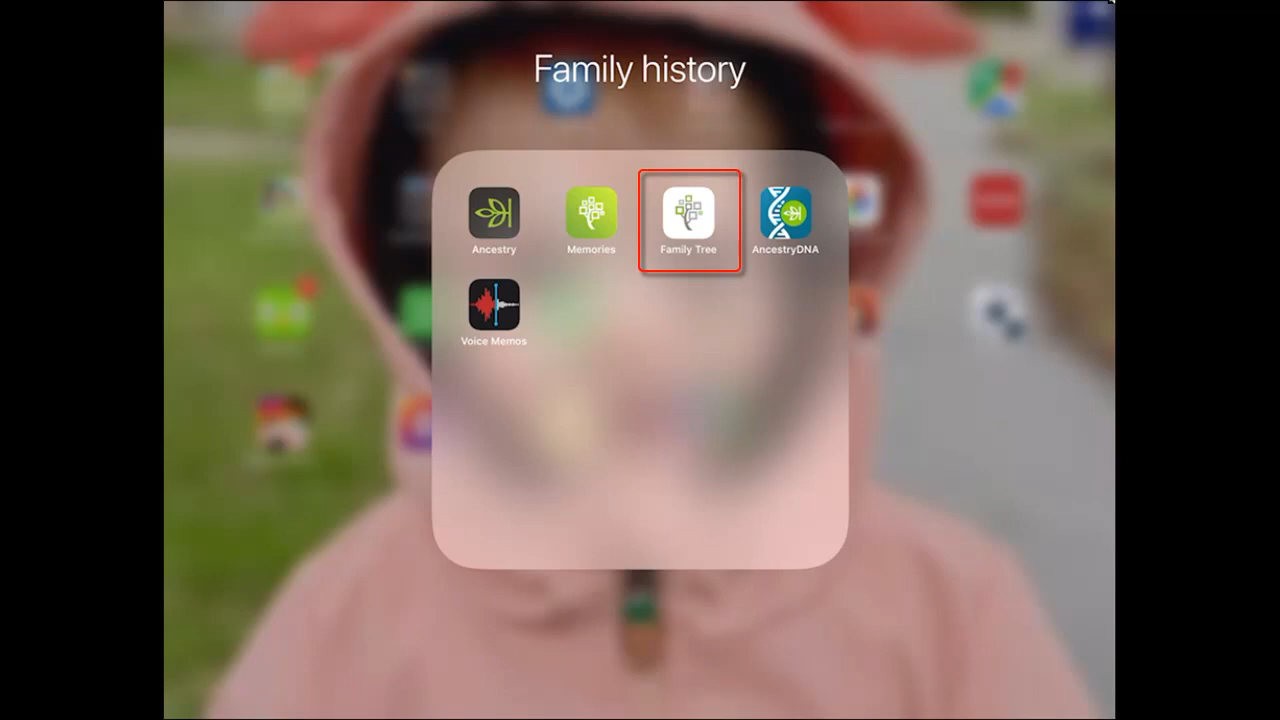 Family history
Ancestry
Memories
Family Tree
AncestryDNA
Voice Memos